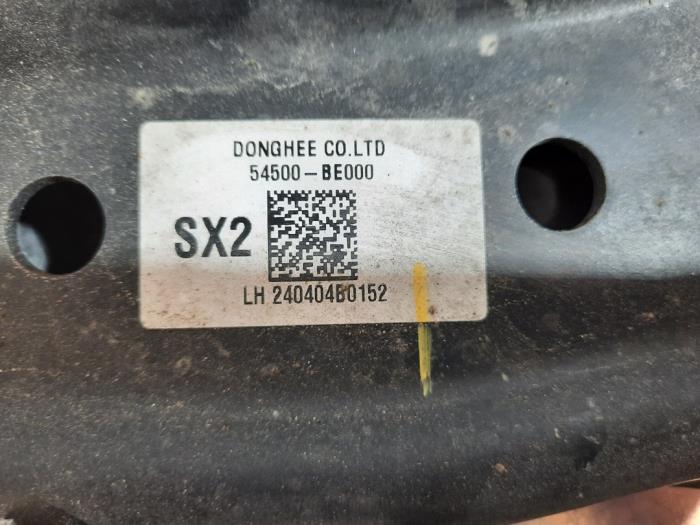 DONGHEE CO.LTD
54500-BE000
SX2
LH 240404B0152